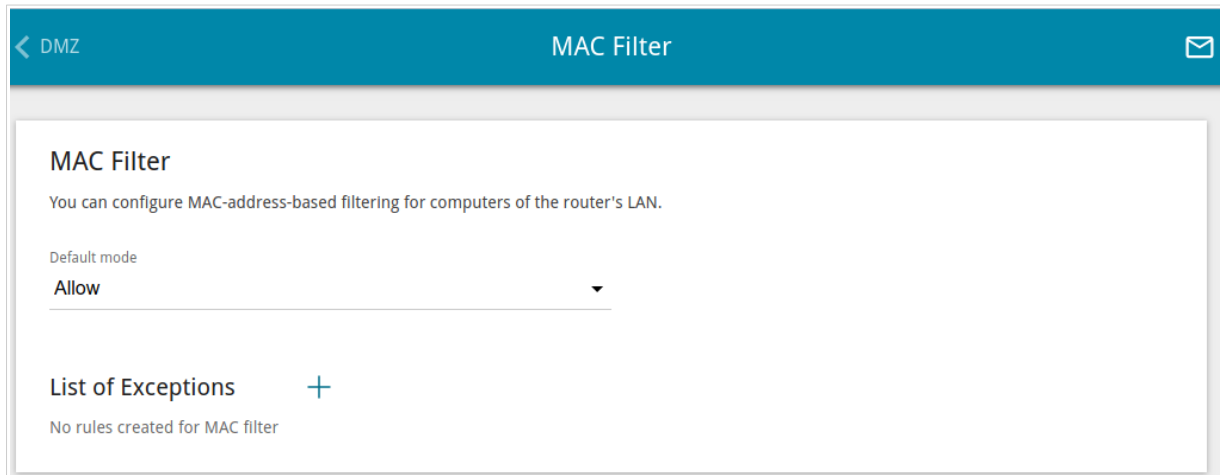 DMZ
MAC Filter
MAC Filter
You can configure MAC-address-based filtering for computers of the router's LAN.
Default mode
Allow
List of Exceptions
No rules created for MAC filter